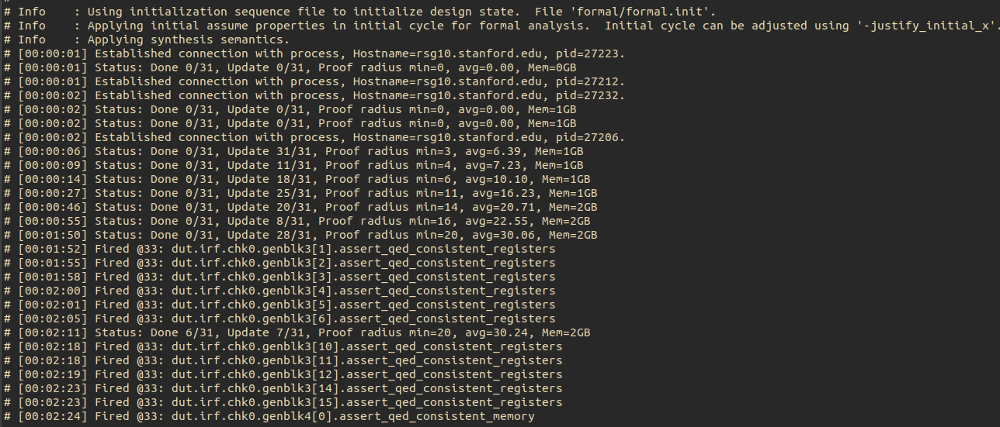 # Info    : Using initialization sequence file to initialize design state.  File 'formal/formal.init'.
# Info    : Applying initial assume properties in initial cycle for formal analysis.  Initial cycle can be adjusted using '-justify_initial_x'.
# Info    : Applying synthesis semantics.
# [00:00:01] Established connection with process, Hostname=rsg10.stanford.edu, pid=27223.
# [00:00:01] Status: Done 0/31, Update 0/31, Proof radius min=0, avg=0.00, Mem=0GB
# [00:00:01] Established connection with process, Hostname=rsg10.stanford.edu, pid=27212.
# [00:00:02] Established connection with process, Hostname=rsg10.stanford.edu, pid=27232.
# [00:00:02] Status: Done 0/31, Update 0/31, Proof radius min=0, avg=0.00, Mem=1GB
# [00:00:02] Status: Done 0/31, Update 0/31, Proof radius min=0, avg=0.00, Mem=1GB
# [00:00:02] Established connection with process, Hostname=rsg10.stanford.edu, pid=27206.
# [00:00:06] Status: Done 0/31, Update 31/31, Proof radius min=3, avg=6.39, Mem=1GB
# [00:00:09] Status: Done 0/31, Update 11/31, Proof radius min=4, avg=7.23, Mem=1GB
# [00:00:14] Status: Done 0/31, Update 18/31, Proof radius min=6, avg=10.10, Mem=1GB
# [00:00:27] Status: Done 0/31, Update 25/31, Proof radius min=11, avg=16.23, Mem=1GB
# [00:00:46] Status: Done 0/31, Update 20/31, Proof radius min=14, avg=20.71, Mem=2GB
# [00:00:55] Status: Done 0/31, Update 8/31, Proof radius min=16, avg=22.55, Mem=2GB
# [00:01:50] Status: Done 0/31, Update 28/31, Proof radius min=20, avg=30.06, Mem=2GB
# [00:01:52] Fired @33: dut.irf.chk0.genblk3[1].assert_qed_consistent_registers
# [00:01:55] Fired @33: dut.irf.chk0.genblk3[2].assert_qed_consistent_registers
# [00:01:58] Fired @33: dut.irf.chk0.genblk3[3].assert_qed_consistent_registers
# [00:02:00] Fired @33: dut.irf.chk0.genblk3[4].assert_qed_consistent_registers
# [00:02:01] Fired @33: dut.irf.chk0.genblk3[5].assert_qed_consistent_registers
# [00:02:05] Fired @33: dut.irf.chk0.genblk3[6].assert_qed_consistent_registers
# [00:02:11] Status: Done 6/31, Update 7/31, Proof radius min=20, avg=30.24, Mem=2GB
# [00:02:18] Fired @33: dut.irf.chk0.genblk3[10].assert_qed_consistent_registers
# [00:02:18] Fired @33: dut.irf.chk0.genblk3[11].assert_qed_consistent_registers
# [00:02:19] Fired @33: dut.irf.chk0.genblk3[12].assert_qed_consistent_registers
# [00:02:23] Fired @33: dut.irf.chk0.genblk3[14].assert_qed_consistent_registers
# [00:02:23] Fired @33: dut.irf.chk0.genblk3[15].assert_qed_consistent_registers
# [00:02:24] Fired @33: dut.irf.chk0.genblk4[0].assert_qed_consistent_memory